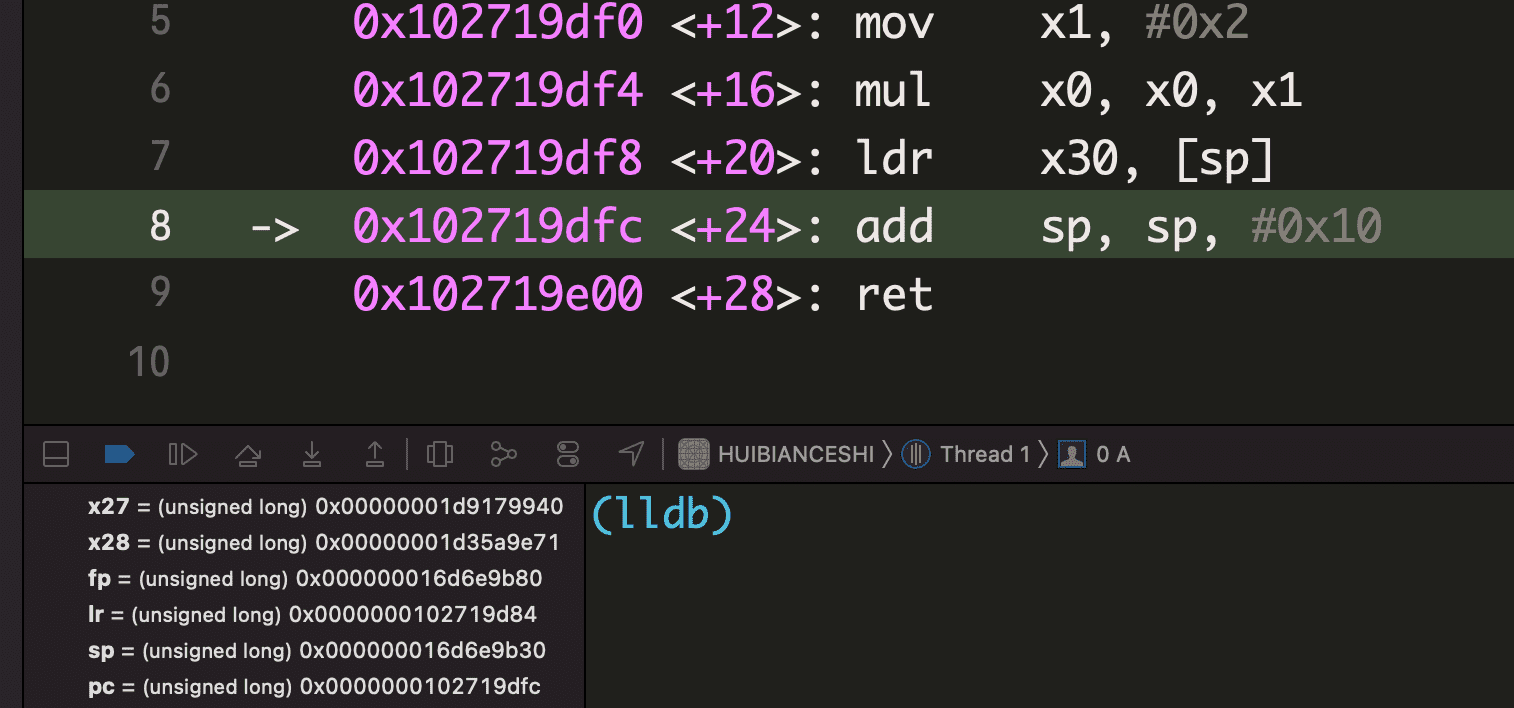 5 0x102719df0 <+12>: mov x1, #0x2
6 0x102719df4 <+16>: mul x0, x0, x1
7 0x102719df8 <+20>: ldr x30, [sp]
8 -> 0x102719dfc <+24>: add sp, sp, #0x10
9 0x102719e00 <+28>: ret
10
HUIBIANCESHI 〉 Thread 1 〉 0 A
x27 = (unsigned long) 0x00000001d9179940
x28 = (unsigned long) 0x00000001d35a9e71
fp = (unsigned long) 0x000000016d6e9b80
lr = (unsigned long) 0x0000000102719d84
sp = (unsigned long) 0x000000016d6e9b30
pc = (unsigned long) 0x0000000102719dfc
(lldb)